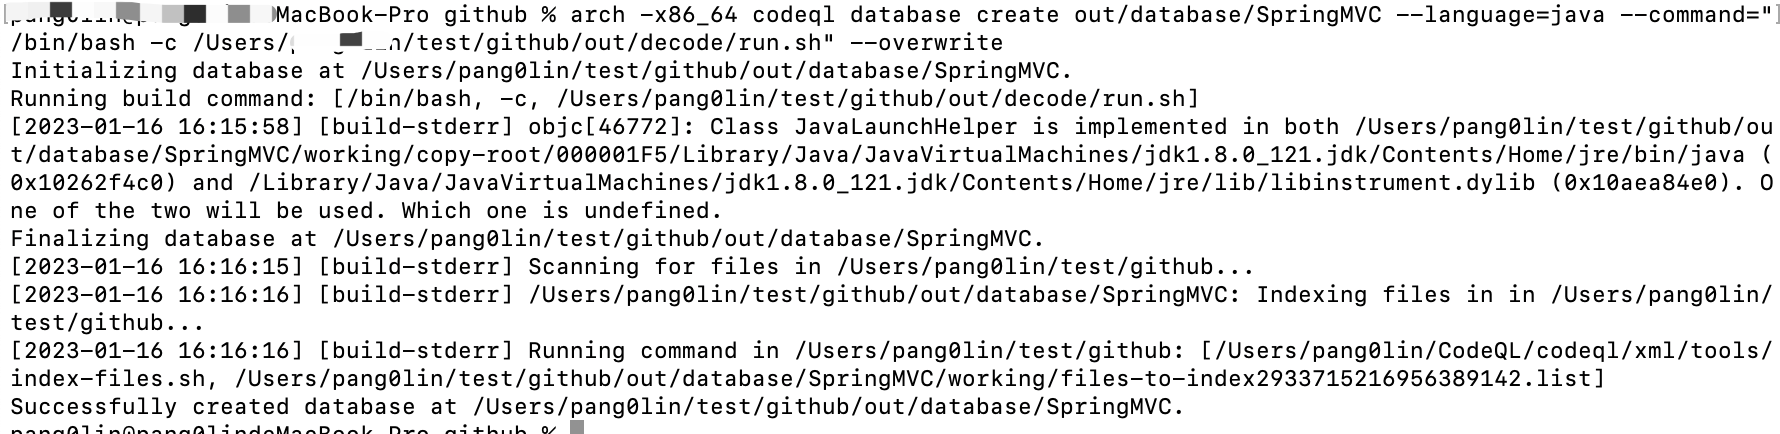 MacBook-Pro github % arch -x86_64 codeql database create out/database/SpringMVC --language=java --command="
/bin/bash -c /Users/ n/test/github/out/decode/run.sh" --overwrite
Initializing database at /Users/pang0lin/test/github/out/database/SpringMVC.
Running build command: [/bin/bash, -c, /Users/pang0lin/test/github/out/decode/run.sh]
[2023-01-16 16:15:58] [build-stderr] objc[46772]: Class JavaLaunchHelper is implemented in both /Users/pang0lin/test/github/ou
t/database/SpringMVC/working/copy-root/000001F5/Library/Java/JavaVirtualMachines/jdk1.8.0_121.jdk/Contents/Home/jre/bin/java (
0x10262f4c0) and /Library/Java/JavaVirtualMachines/jdk1.8.0_121.jdk/Contents/Home/jre/lib/libinstrument.dylib (0x10aea84e0). O
ne of the two will be used. Which one is undefined.
Finalizing database at /Users/pang0lin/test/github/out/database/SpringMVC.
[2023-01-16 16:16:15] [build-stderr] Scanning for files in /Users/pang0lin/test/github...
[2023-01-16 16:16:16] [build-stderr] /Users/pang0lin/test/github/out/database/SpringMVC: Indexing files in in /Users/pang0lin/
test/github...
[2023-01-16 16:16:16] [build-stderr] Running command in /Users/pang0lin/test/github: [/Users/pang0lin/CodeQL/codeql/xml/tools/
index-files.sh, /Users/pang0lin/test/github/out/database/SpringMVC/working/files-to-index2933715216956389142.list]
Successfully created database at /Users/pang0lin/test/github/out/database/SpringMVC.
pang0lin@pang0lindeMacBook-Pro github %